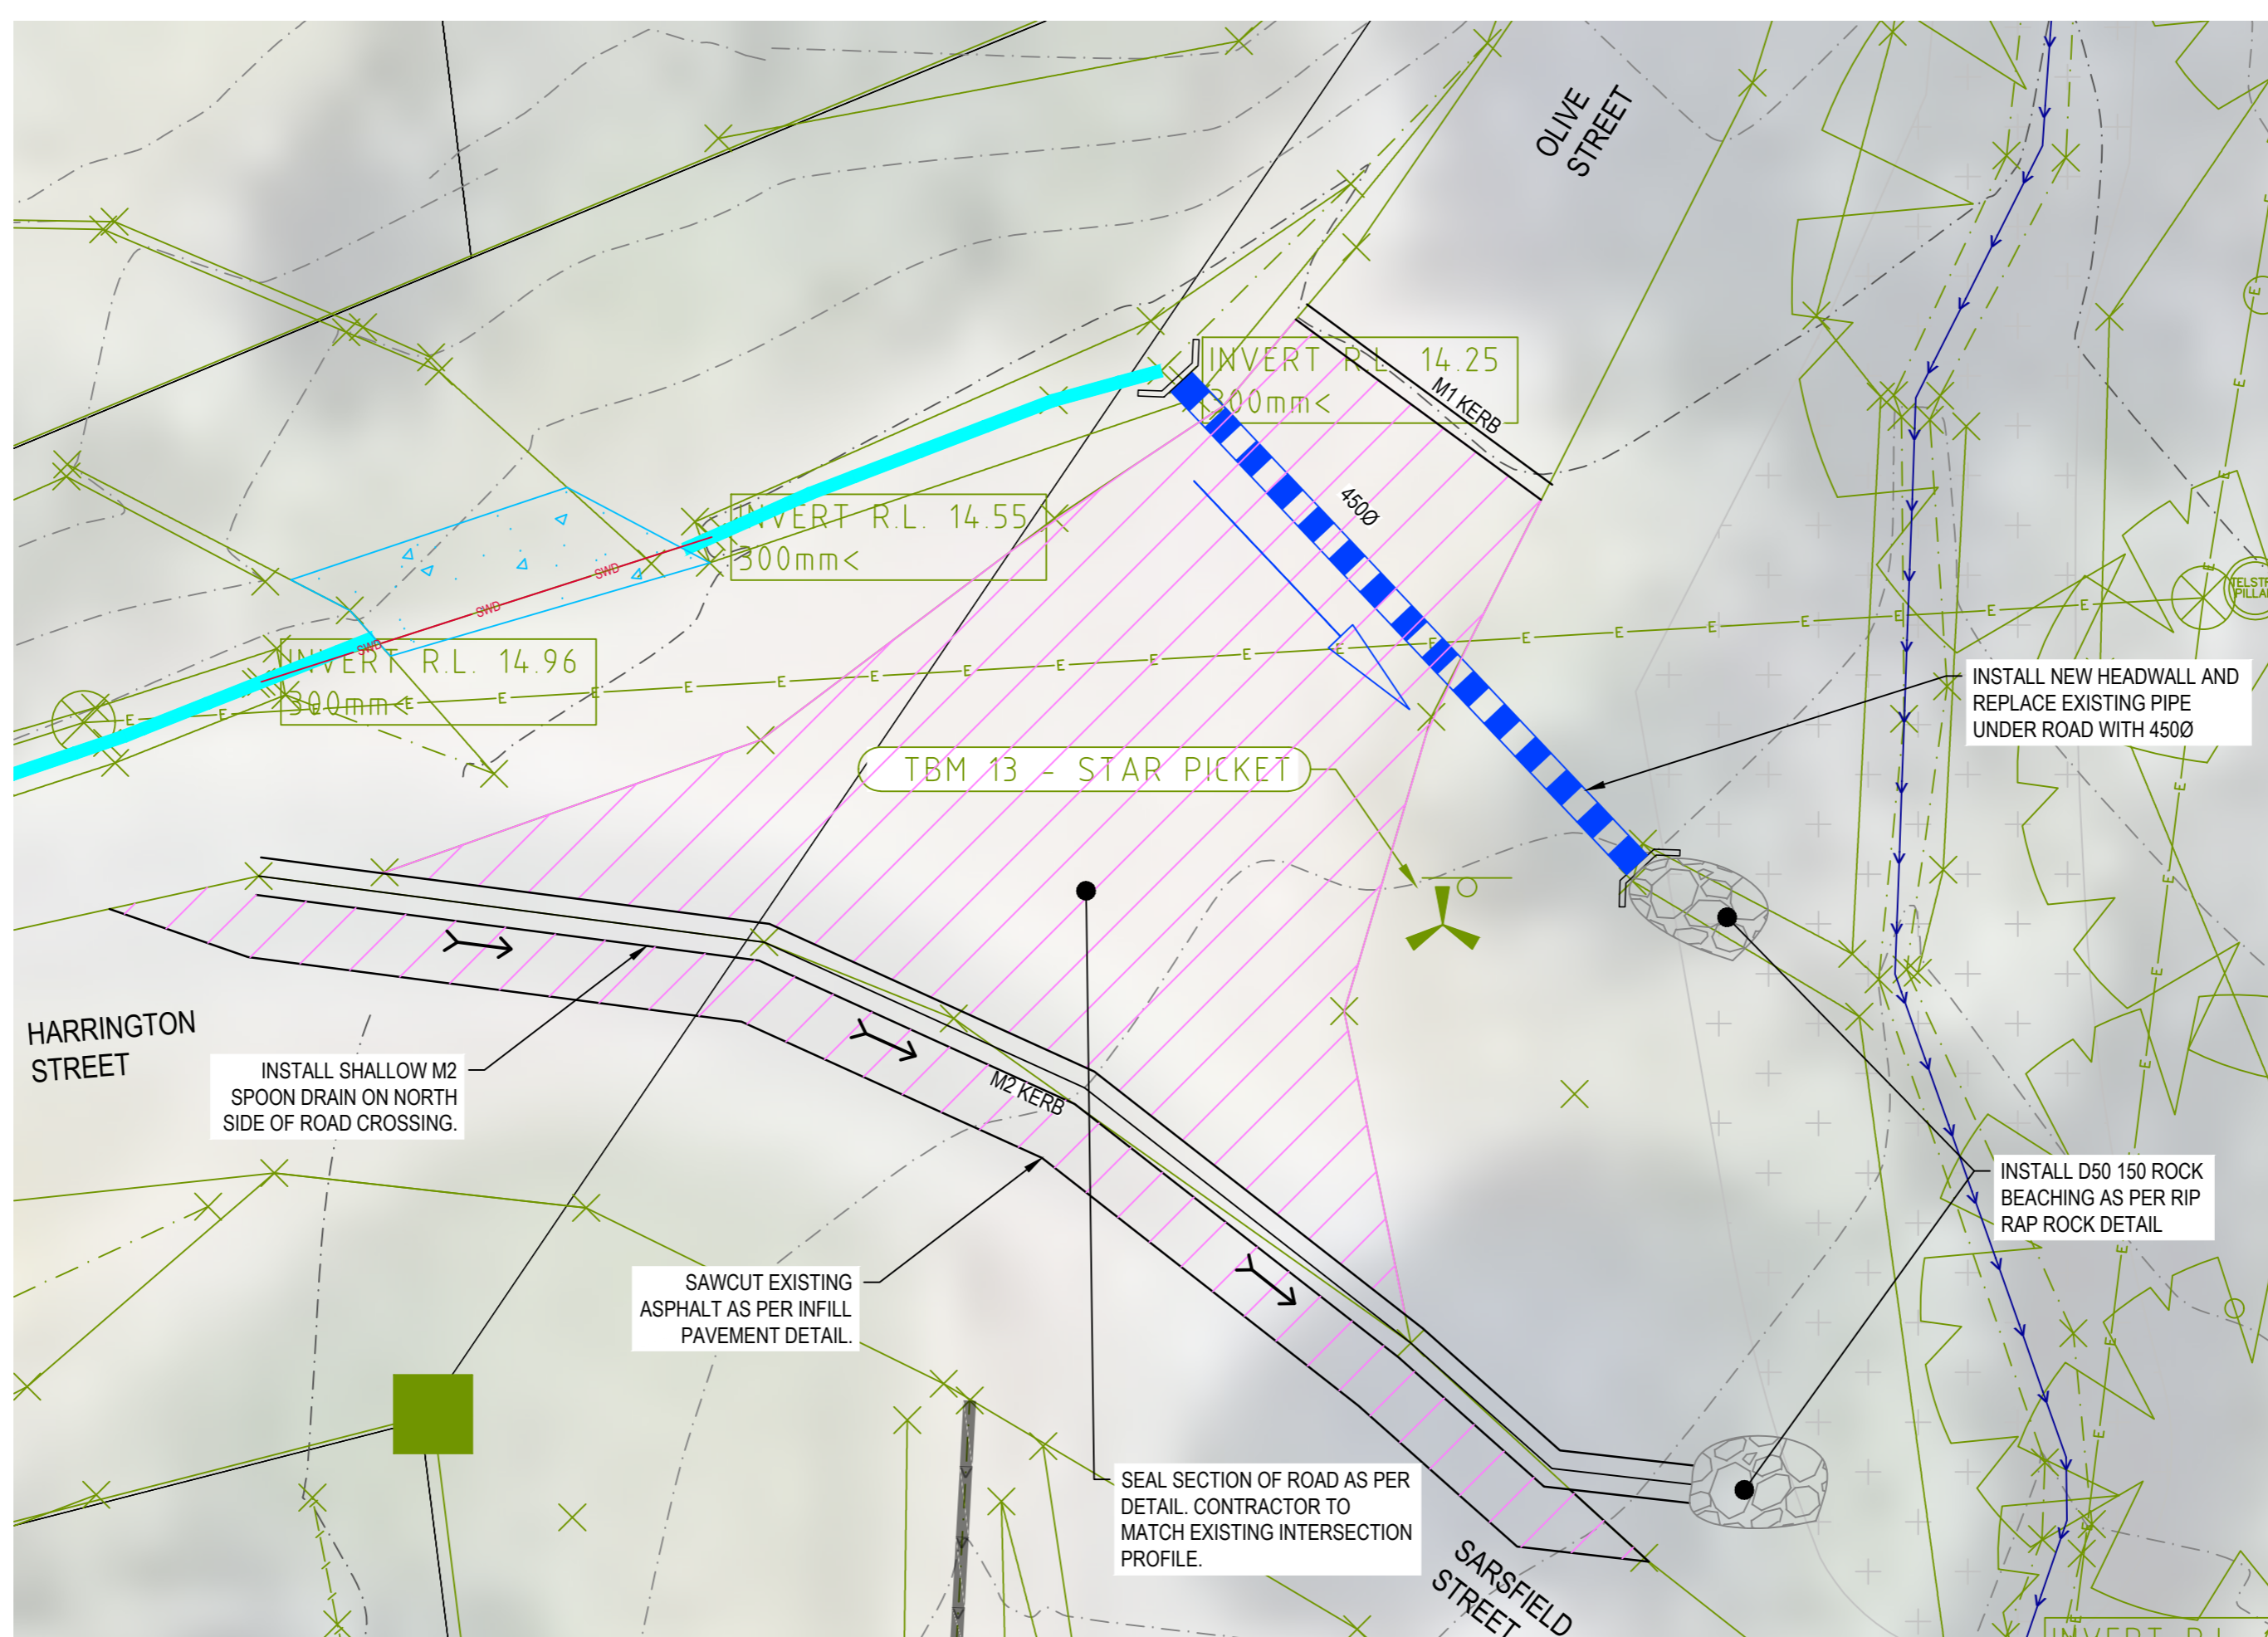 OLIVE
STREET
INVERT R.L. 14.25
300mm<
M1 KERB
450Ø
INVERT R.L. 14.55
300mm<
SWD
SWD
SWD
INVERT R.L. 14.96
300mm<
E E E E E E E E E E E E E E E E E E E E E
TELSTRA
PILLAR
INSTALL NEW HEADWALL AND
REPLACE EXISTING PIPE
UNDER ROAD WITH 450Ø
TBM 13 - STAR PICKET
HARRINGTON
STREET
INSTALL SHALLOW M2
SPOON DRAIN ON NORTH
SIDE OF ROAD CROSSING.
M2 KERB
INSTALL D50 150 ROCK
BEACHING AS PER RIP
RAP ROCK DETAIL
SAWCUT EXISTING
ASPHALT AS PER INFILL
PAVEMENT DETAIL.
SEAL SECTION OF ROAD AS PER
DETAIL. CONTRACTOR TO
MATCH EXISTING INTERSECTION
PROFILE.
SARSFIELD
STREET
INVERT R.L.